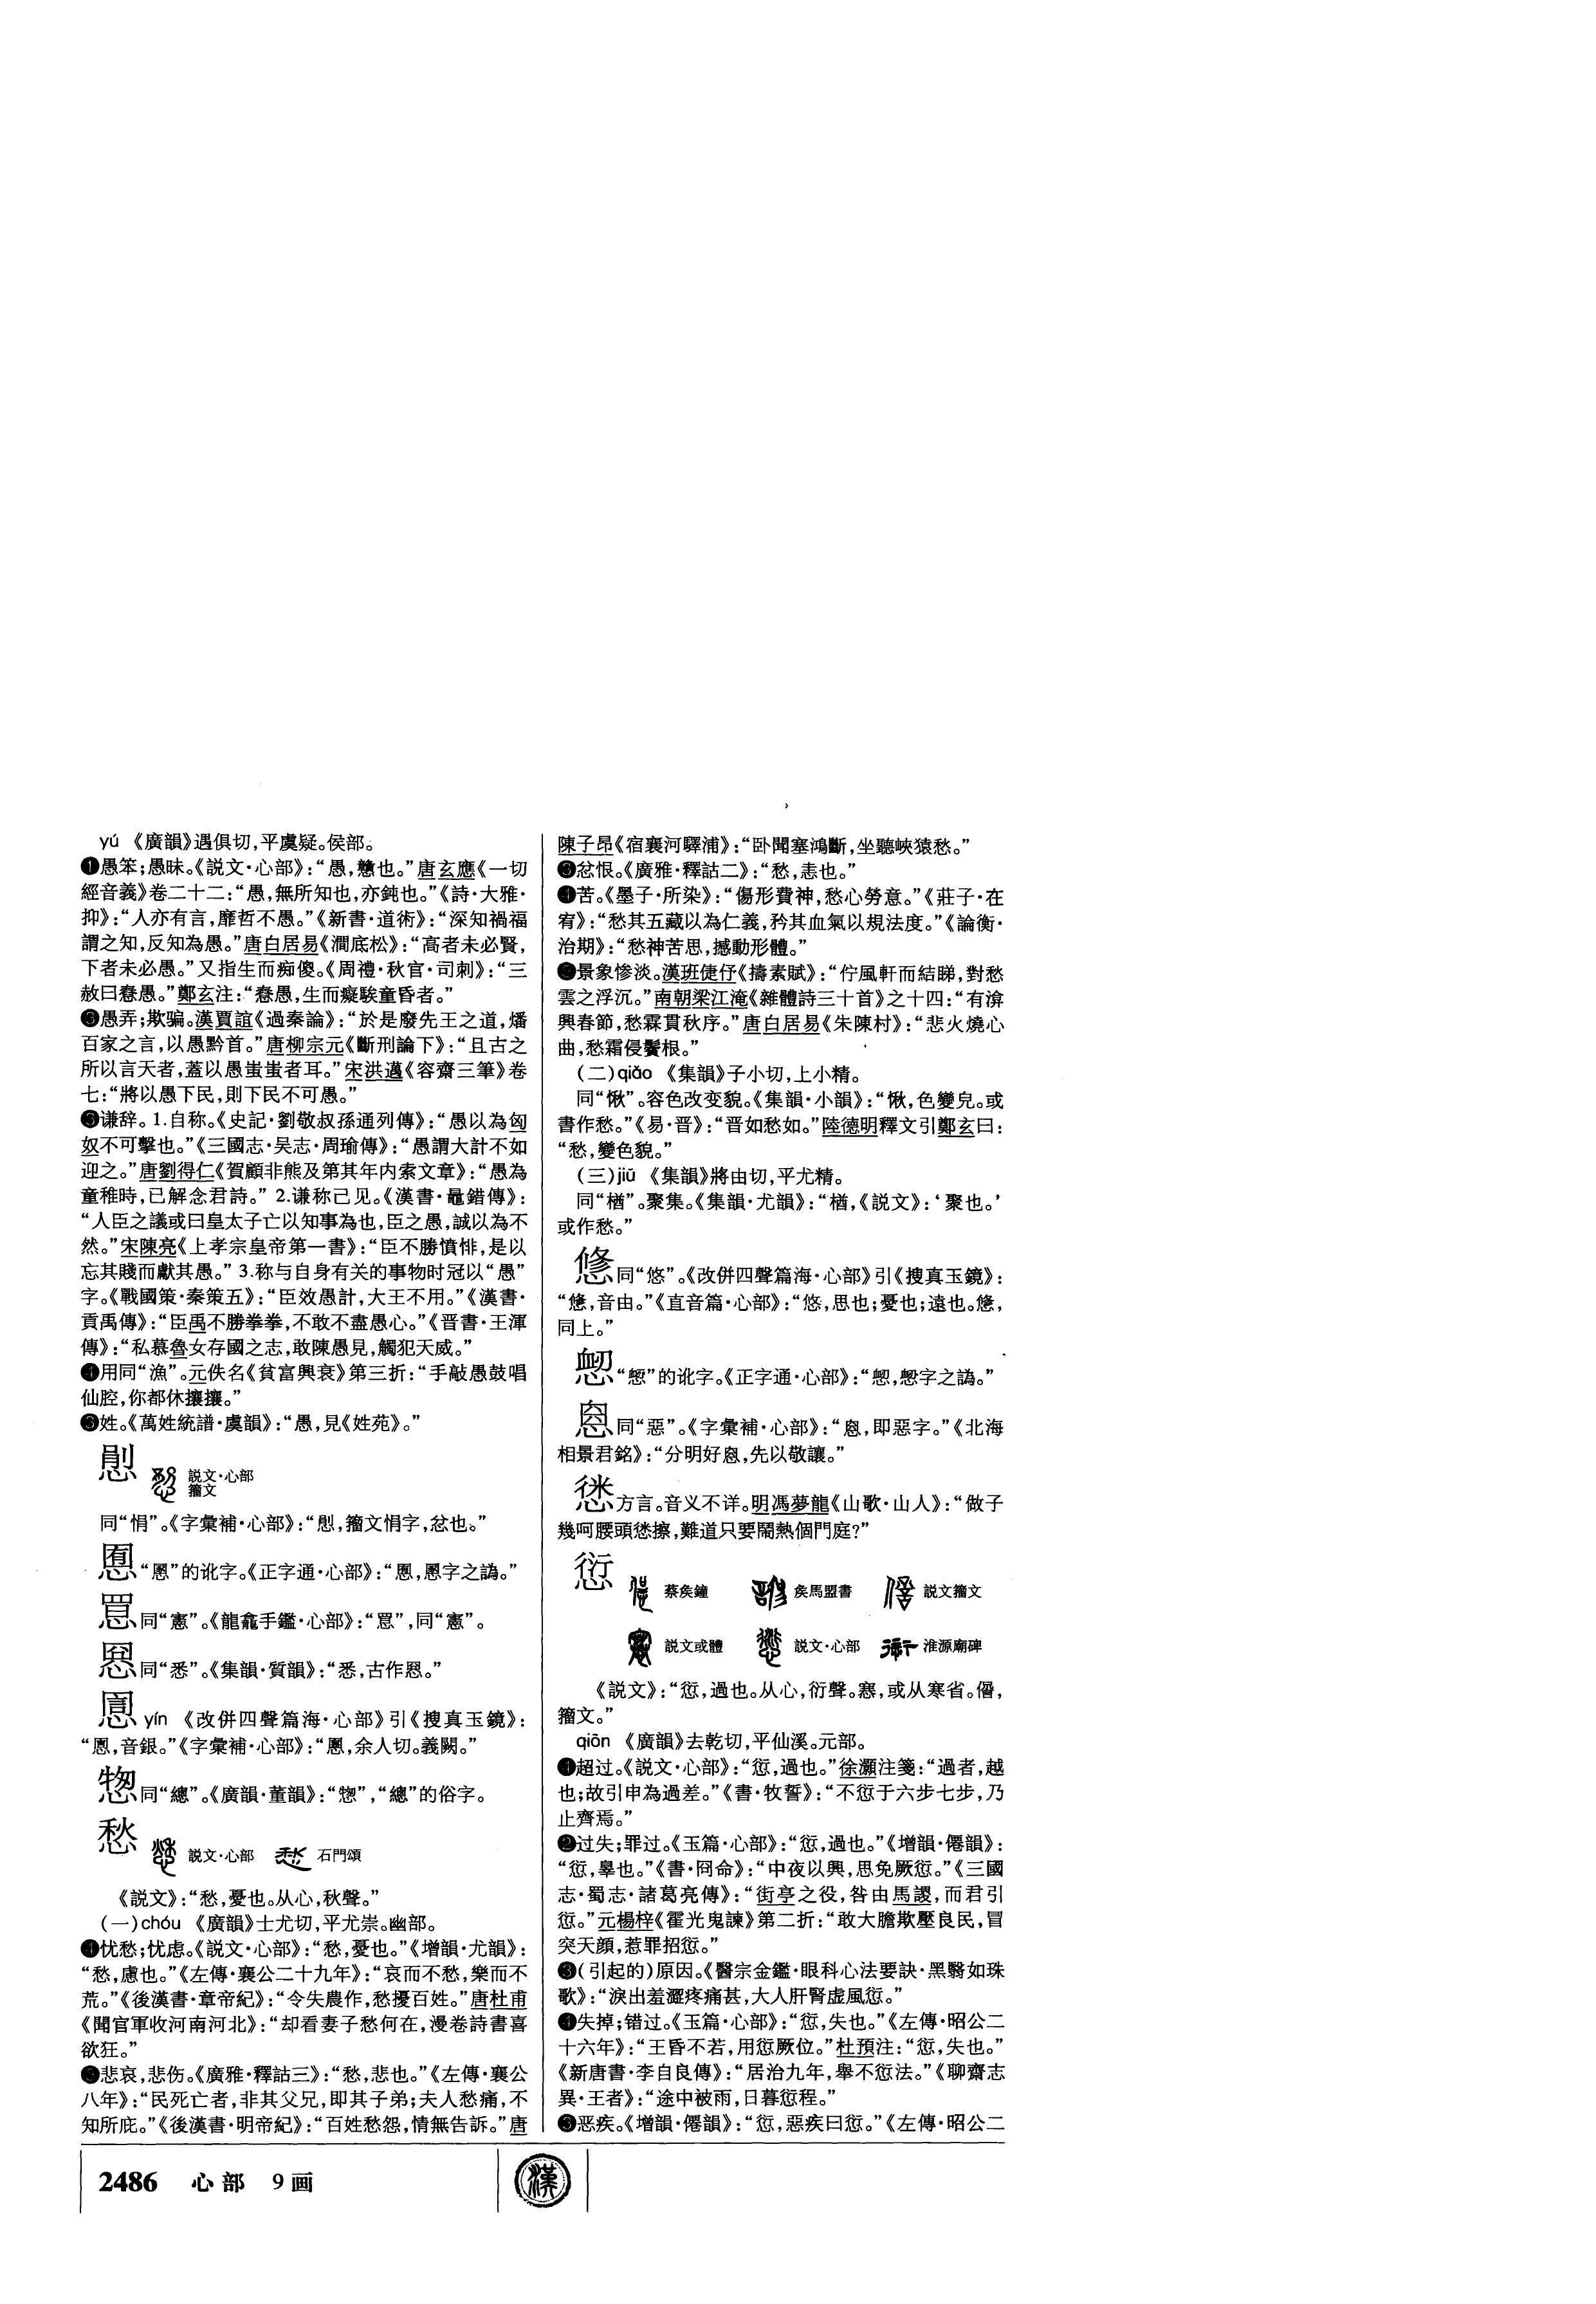 yú 《廣韻》遇俱切,平虞疑。侯部。
❶愚笨;愚昧。《説文·心部》:“愚,戇也。”唐玄應《一切
經音義》卷二十二:“愚,無所知也,亦鈍也。”《詩·大雅·
抑》:“人亦有言,靡哲不愚。”《新書·道術》:“深知禍福
謂之知,反知為愚。”唐白居易《澗底松》:“高者未必賢,
下者未必愚。”又指生而痴傻。《周禮·秋官·司刺》:“三
赦曰惷愚。”鄭玄注:“惷愚,生而癡騃童昏者。”
❷愚弄;欺骗。漢賈誼《過秦論》:“於是廢先王之道,燔
百家之言,以愚黔首。”唐柳宗元《斷刑論下》:“且古之
所以言天者,蓋以愚蚩蚩者耳。”宋洪邁《容齋三筆》卷
七:“將以愚下民,則下民不可愚。”
❸谦辞。1.自称。《史記·劉敬叔孫通列傳》:“愚以為匈
奴不可擊也。”《三國志·吴志·周瑜傳》:“愚謂大計不如
迎之。”唐劉得仁《賀顧非熊及第其年内索文章》:“愚為
童稚時,已解念君詩。” 2.谦称己见。《漢書·鼂錯傳》:
“人臣之議或曰皇太子亡以知事為也,臣之愚,誠以為不
然。”宋陳亮《上孝宗皇帝第一書》:“臣不勝憤悱,是以
忘其賤而獻其愚。” 3.称与自身有关的事物时冠以“愚”
字。《戰國策·秦策五》:“臣效愚計,大王不用。”《漢書·
貢禹傳》:“臣禹不勝拳拳,不敢不盡愚心。”《晋書·王渾
傳》:“私慕魯女存國之志,敢陳愚見,觸犯天威。”
❹用同“漁”。元佚名《貧富興衰》第三折:“手敲愚鼓唱
仙腔,你都休攘攘。”
❺姓。《萬姓統譜·虞韻》:“愚,見《姓苑》。”
説文·心部
籀文
同“悁”。《字彙補·心部》:“,籀文悁字,忿也。”
“慁”的讹字。《正字通·心部》:“,慁字之譌。”
同“憲”。《龍龕手鑑·心部》:“”,同“憲”。
同“悉”。《集韻·質韻》:“悉,古作。”
yín 《改併四聲篇海·心部》引《搜真玉鏡》:
“,音銀。”《字彙補·心部》:“,余人切。義闕。”
惣同“總”。《廣韻·董韻》:“惣”,“總”的俗字。
愁 説文·心部 石門頌
《説文》:“愁,憂也。从心,秋聲。”
(一)chóu 《廣韻》士尤切,平尤崇。幽部。
❶忧愁;忧虑。《説文·心部》:“愁,憂也。”《增韻·尤韻》:
“愁,慮也。”《左傳·襄公二十九年》:“哀而不愁,樂而不
荒。”《後漢書·章帝紀》:“令失農作,愁擾百姓。”唐杜甫
《聞官軍收河南河北》:“却看妻子愁何在,漫卷詩書喜
欲狂。”
❷悲哀,悲伤。《廣雅·釋詁三》:“愁,悲也。”《左傳·襄公
八年》:“民死亡者,非其父兄,即其子弟;夫人愁痛,不
知所庇。”《後漢書·明帝紀》:“百姓愁怨,情無告訴。”唐
陳子昂《宿襄河驛浦》:“卧聞塞鴻斷,坐聽峽猿愁。”
❸忿恨。《廣雅·釋詁二》:“愁,恚也。”
❹苦。《墨子·所染》:“傷形費神,愁心勞意。”《莊子·在
宥》:“愁其五藏以為仁義,矜其血氣以規法度。”《論衡·
治期》:“愁神苦思,撼動形體。”
❺景象惨淡。漢班倢伃《擣素賦》:“佇風軒而結睇,對愁
雲之浮沉。”南朝梁江淹《雜體詩三十首》之十四:“有渰
興春節,愁霖貫秋序。”唐白居易《朱陳村》:“悲火燒心
曲,愁霜侵鬢根。”
(二)qiǎo 《集韻》子小切,上小精。
同“愀”。容色改变貌。《集韻·小韻》:“愀,色變皃。或
書作愁。”《易·晋》:“晋如愁如。”陸德明釋文引鄭玄曰:
“愁,變色貌。”
(三)jiū 《集韻》將由切,平尤精。
同“楢”。聚集。《集韻·尤韻》:“楢,《説文》:‘聚也。’
或作愁。”
同“悠”。《改併四聲篇海·心部》引《搜真玉鏡》:
“,音由。”《直音篇·心部》:“悠,思也;憂也;遠也。,
同上。”
“恕”的讹字。《正字通·心部》:“,字之譌。”
同“惡”。《字彙補·心部》:“,即惡字。”《北海
相景君銘》:“分明好,先以敬讓。”
方言。音义不详。明馮夢龍《山歌·山人》:“做子
幾呵腰頭擦,難道只要鬧熱個門庭?”
愆 蔡侯鐘 侯馬盟書 説文籀文
説文或體 説文·心部 淮源廟碑
《説文》:“愆,過也。从心,衍聲。寋,或从寒省。㥶,
籀文。”
qiān 《廣韻》去乾切,平仙溪。元部。
❶超过。《説文·心部》:“愆,過也。”徐灝注箋:“過者,越
也;故引申為過差。”《書·牧誓》:“不愆于六步七步,乃
止齊焉。”
❷过失;罪过。《玉篇·心部》:“愆,過也。”《增韻·僊韻》:
“愆,辠也。”《書·冏命》:“中夜以興,思免厥愆。”《三國
志·蜀志·諸葛亮傳》:“街亭之役,咎由馬謖,而君引
愆。”元楊梓《霍光鬼諫》第二折:“敢大膽欺壓良民,冒
突天顔,惹罪招愆。”
❸(引起的)原因。《醫宗金鑑·眼科心法要訣·黑翳如珠
歌》:“淚出羞澀疼痛甚,大人肝腎虚風愆。”
❹失掉;错过。《玉篇·心部》:“愆,失也。”《左傳·昭公二
十六年》:“王昏不若,用愆厥位。”杜預注:“愆,失也。”
《新唐書·李自良傳》:“居治九年,舉不愆法。”《聊齋志
異·王者》:“途中被雨,日暮愆程。”
❺恶疾。《增韻·僊韻》:“愆,惡疾曰愆。”《左傳·昭公二
2486 心部 9画 漢